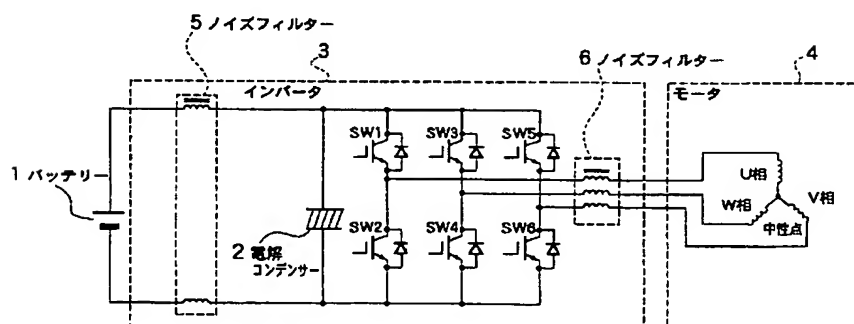 5 ノイズフィルター
3
6 ノイズフィルター
4
インバータ
モータ
SW1
SW3
SW5
1 バッテリー
U相
W相
V相
中性点
SW2
SW4
SW6
2 電解
コンデンサー